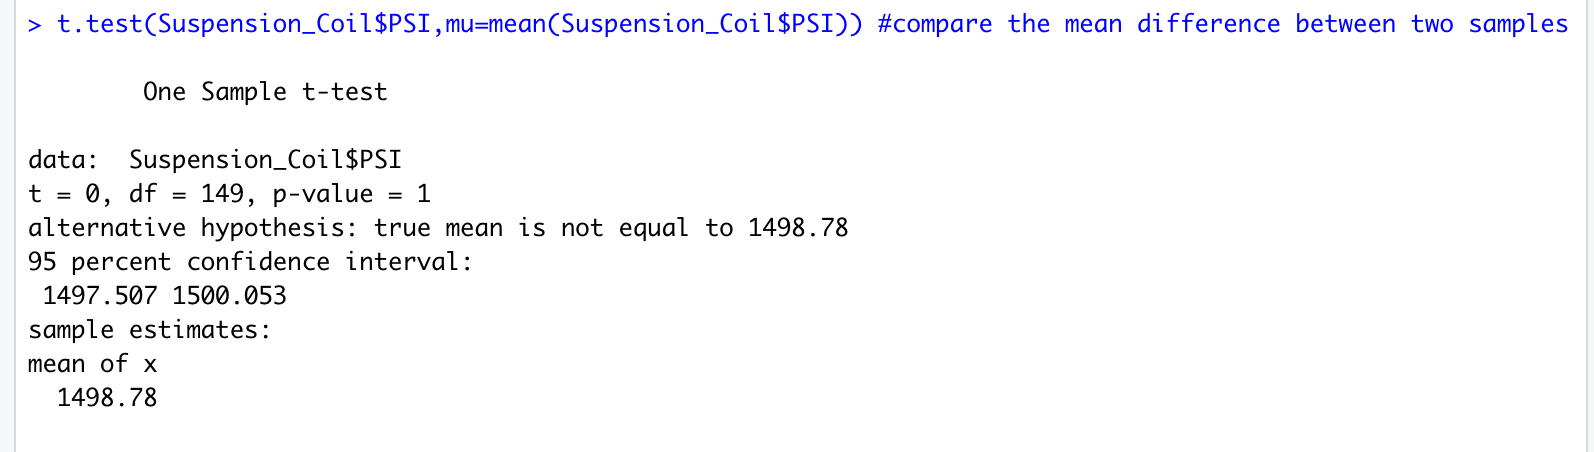 > t.test(Suspension_Coil$PSI,mu=mean(Suspension_Coil$PSI)) #compare the mean difference between two samples
One Sample t-test
data:  Suspension_Coil$PSI
t = 0, df = 149, p-value = 1
alternative hypothesis: true mean is not equal to 1498.78
95 percent confidence interval:
1497.507 1500.053
sample estimates:
mean of x
1498.78